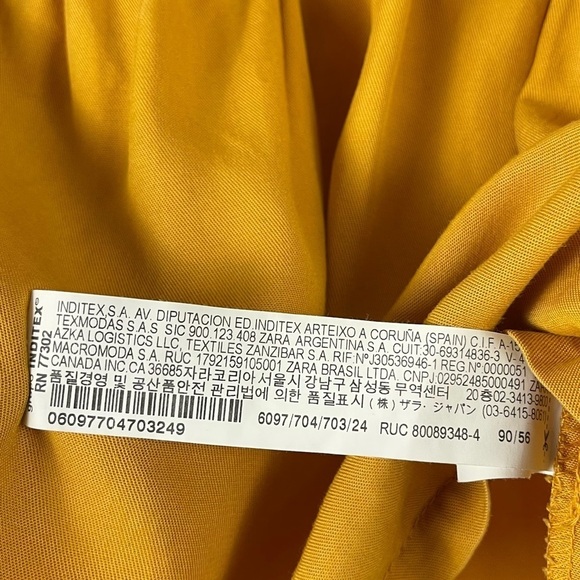 INDITEX®
RN 77302
INDITEX,S.A. AV. DIPUTACION ED.INDITEX ARTEIXO A CORUÑA (SPAIN) C.I.F. A-15
TEXMODAS S.A.S SIC 900.123.408 ZARA ARGENTINA S.A. CUIT:30-69314836-3 V-
AZKA LOGISTICS LLC, TEXTILES ZANZIBAR S.A. RIF:NºJ30536946-1 REG Nº 0000051
MACROMODA S.A. RUC 1792159105001 ZARA BRASIL LTDA. CNPJ:02952485000491 ZARA
CANADA INC.CA 36685자라코리아 서울시 강남구 삼성동 무역센터 20층02-3413-
품질경영 및 공산품안전 관리법에 의한 품질표시 (株) ザラ・ジャパン (03-6415-
06097704703249
6097/704/703/24 RUC 80089348-4 90/56